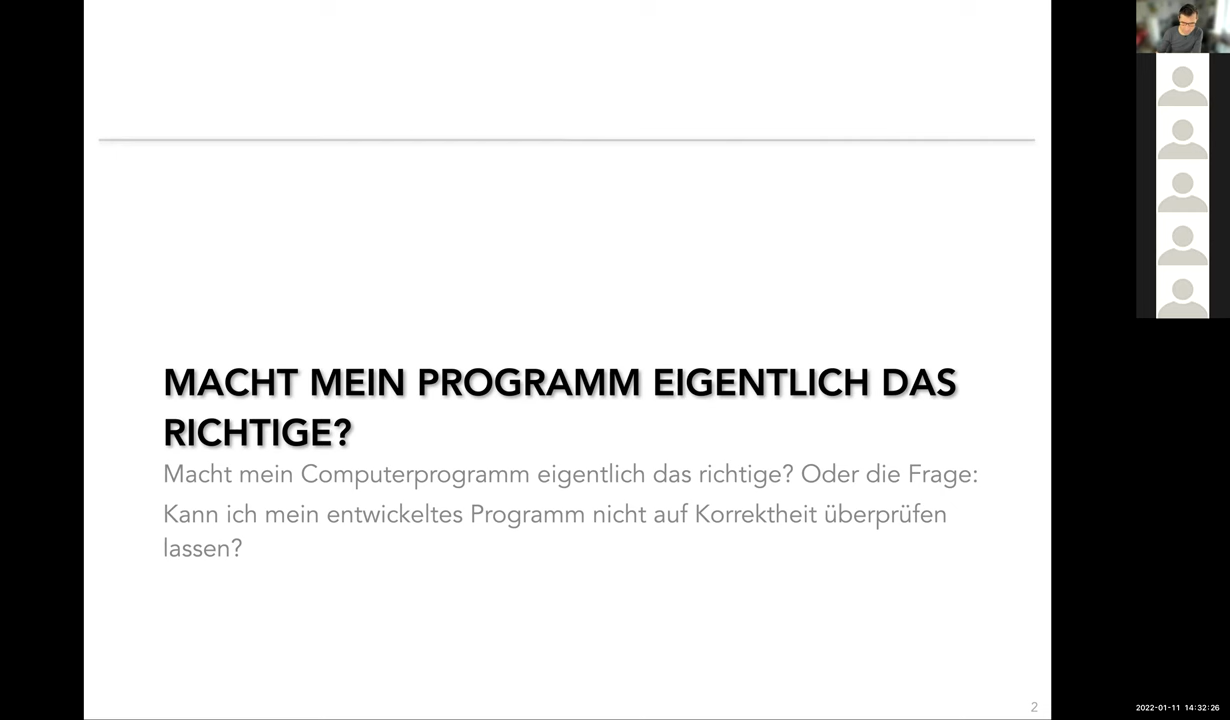 MACHT MEIN PROGRAMM EIGENTLICH DAS
RICHTIGE?
Macht mein Computerprogramm eigentlich das richtige? Oder die Frage:
Kann ich mein entwickeltes Programm nicht auf Korrektheit überprüfen
lassen?
2
2022-01-11 14:32:26